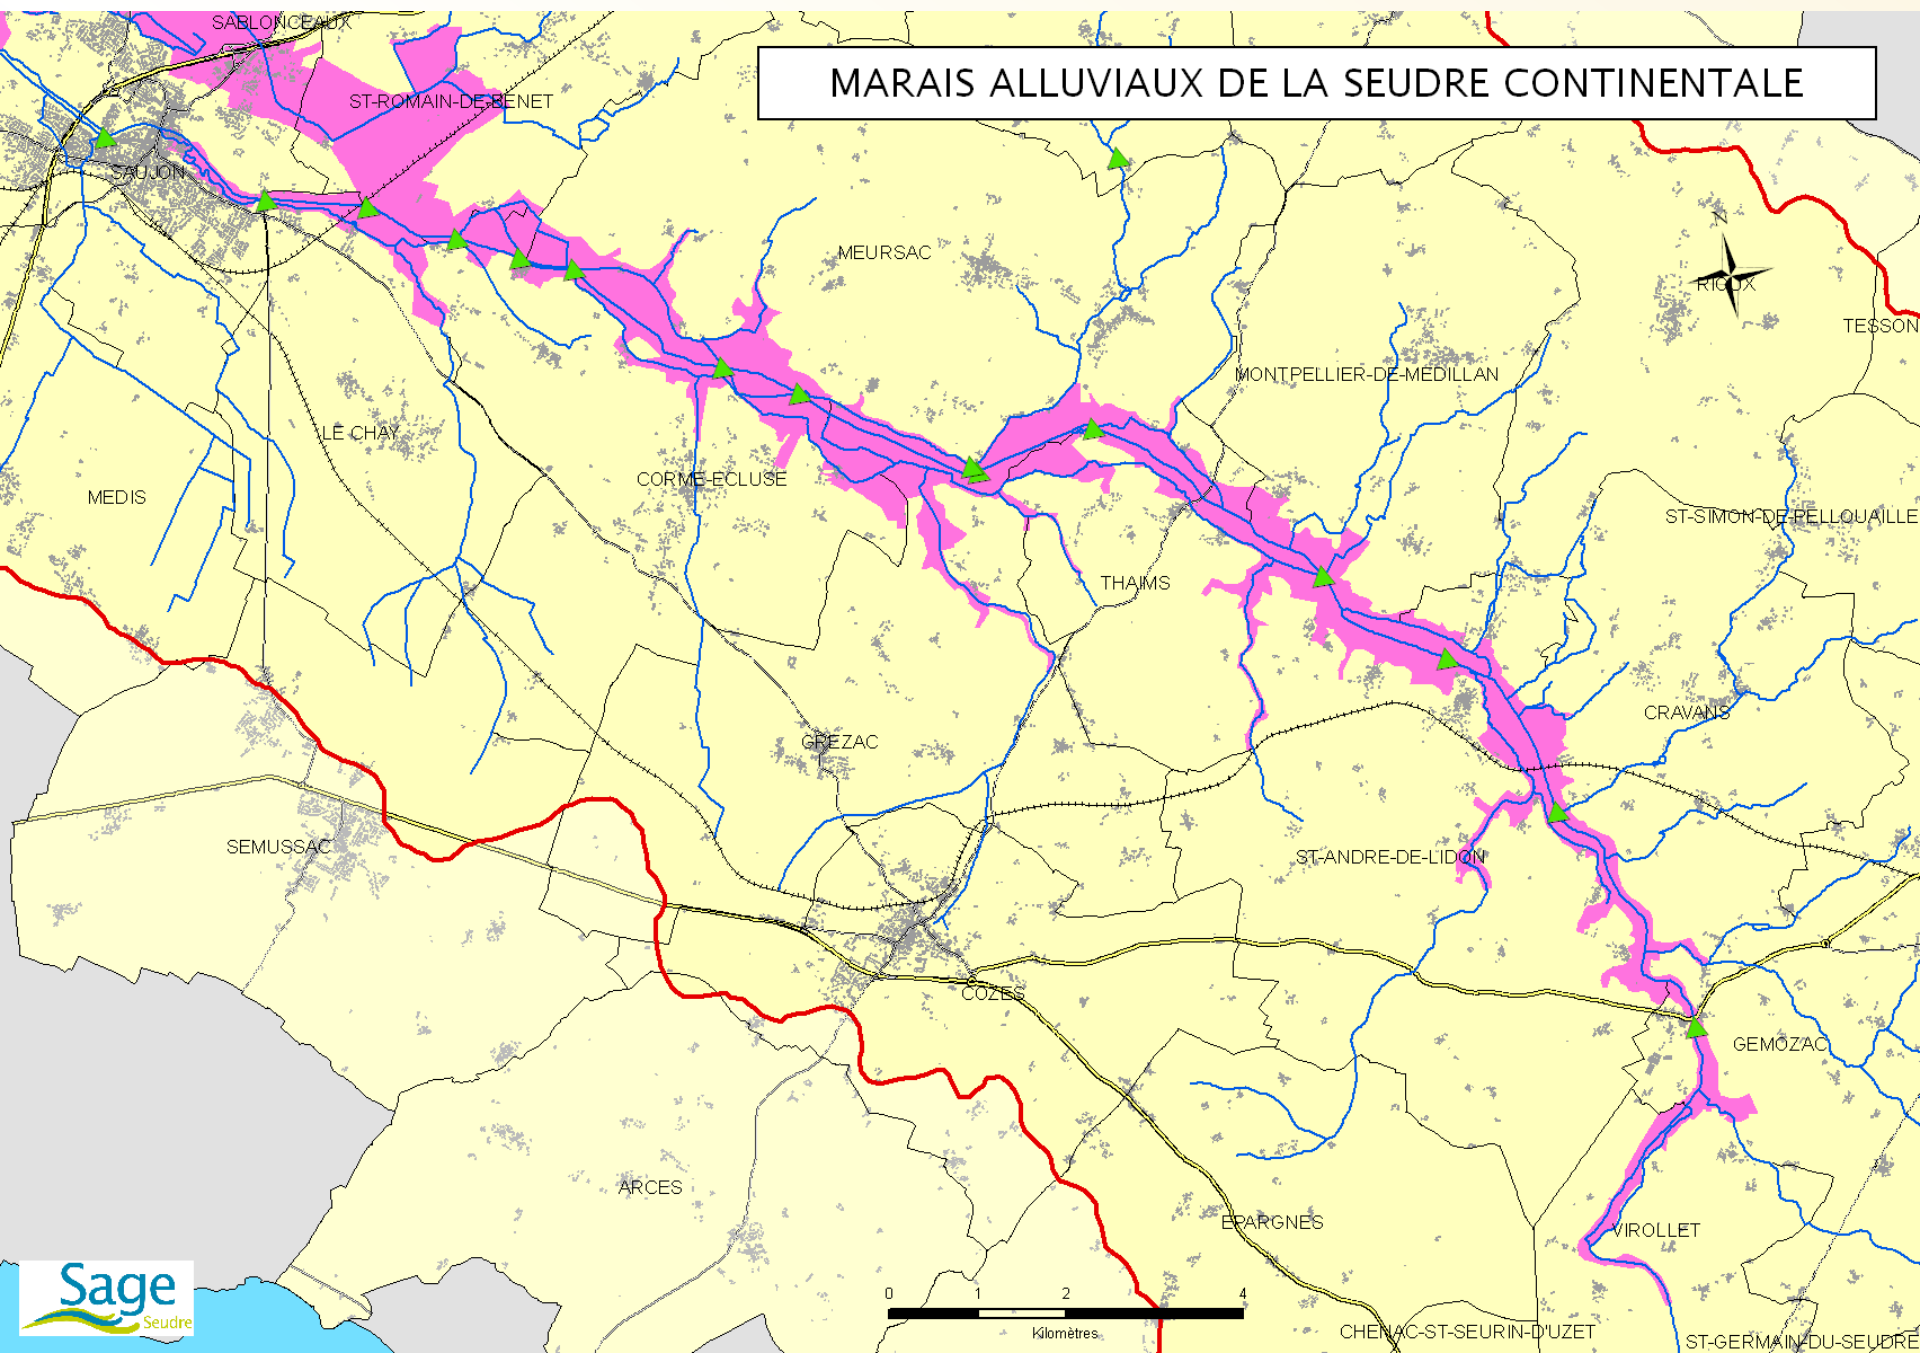 SABLONCEAUX
MARAIS ALLUVIAUX DE LA SEUDRE CONTINENTALE
ST-ROMAIN-DE-BENET
SAUJON
N
MEURSAC
RIOUX
TESSON
MONTPELLIER-DE-MEDILLAN
LE CHAY
CORME-ECLUSE
MEDIS
ST-SIMON-DE-PELLOUAILLE
THAIMS
CRAVANS
GREZAC
SEMUSSAC
ST-ANDRE-DE-LIDON
COZES
GEMOZAC
ARCES
EPARGNES
VIROLLET
Sage
Seudre
0 1 2 4
Kilomètres
CHENAC-ST-SEURIN-D'UZET
ST-GERMAIN-DU-SEUDRE